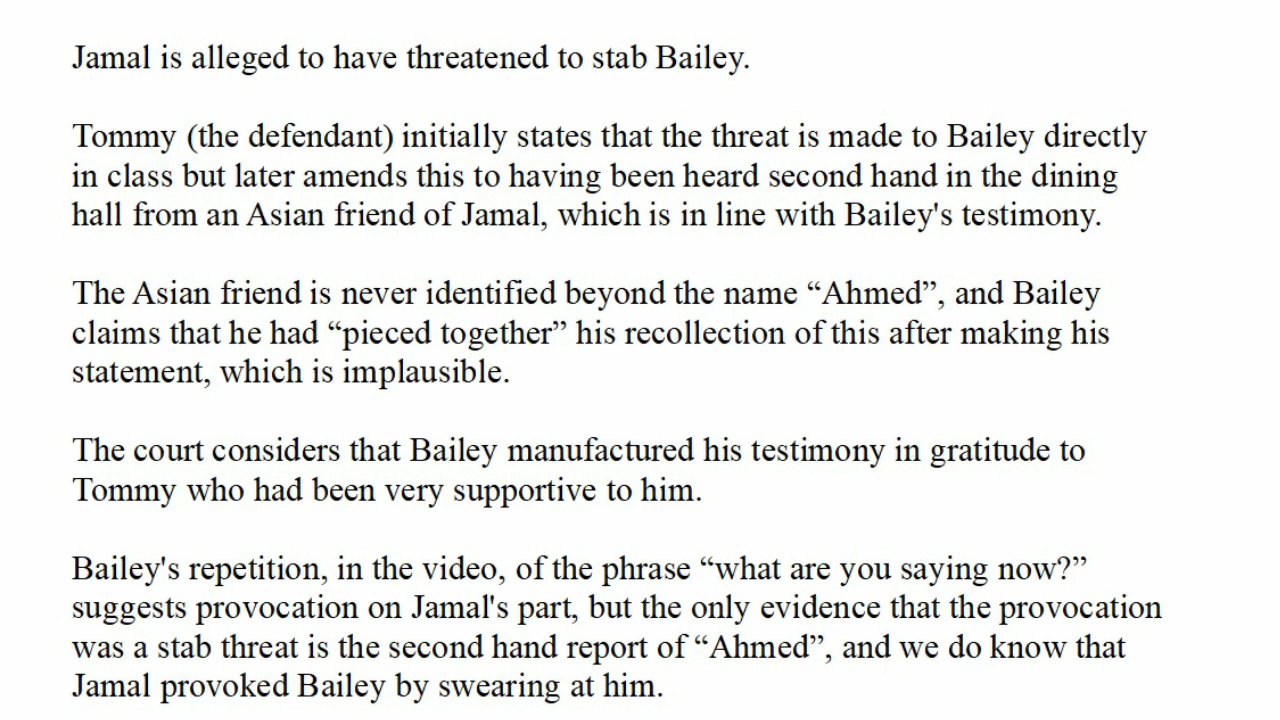 Jamal is alleged to have threatened to stab Bailey.
Tommy (the defendant) initially states that the threat is made to Bailey directly
in class but later amends this to having been heard second hand in the dining
hall from an Asian friend of Jamal, which is in line with Bailey's testimony.
The Asian friend is never identified beyond the name “Ahmed”, and Bailey
claims that he had “pieced together” his recollection of this after making his
statement, which is implausible.
The court considers that Bailey manufactured his testimony in gratitude to
Tommy who had been very supportive to him.
Bailey's repetition, in the video, of the phrase “what are you saying now?”
suggests provocation on Jamal's part, but the only evidence that the provocation
was a stab threat is the second hand report of “Ahmed”, and we do know that
Jamal provoked Bailey by swearing at him.